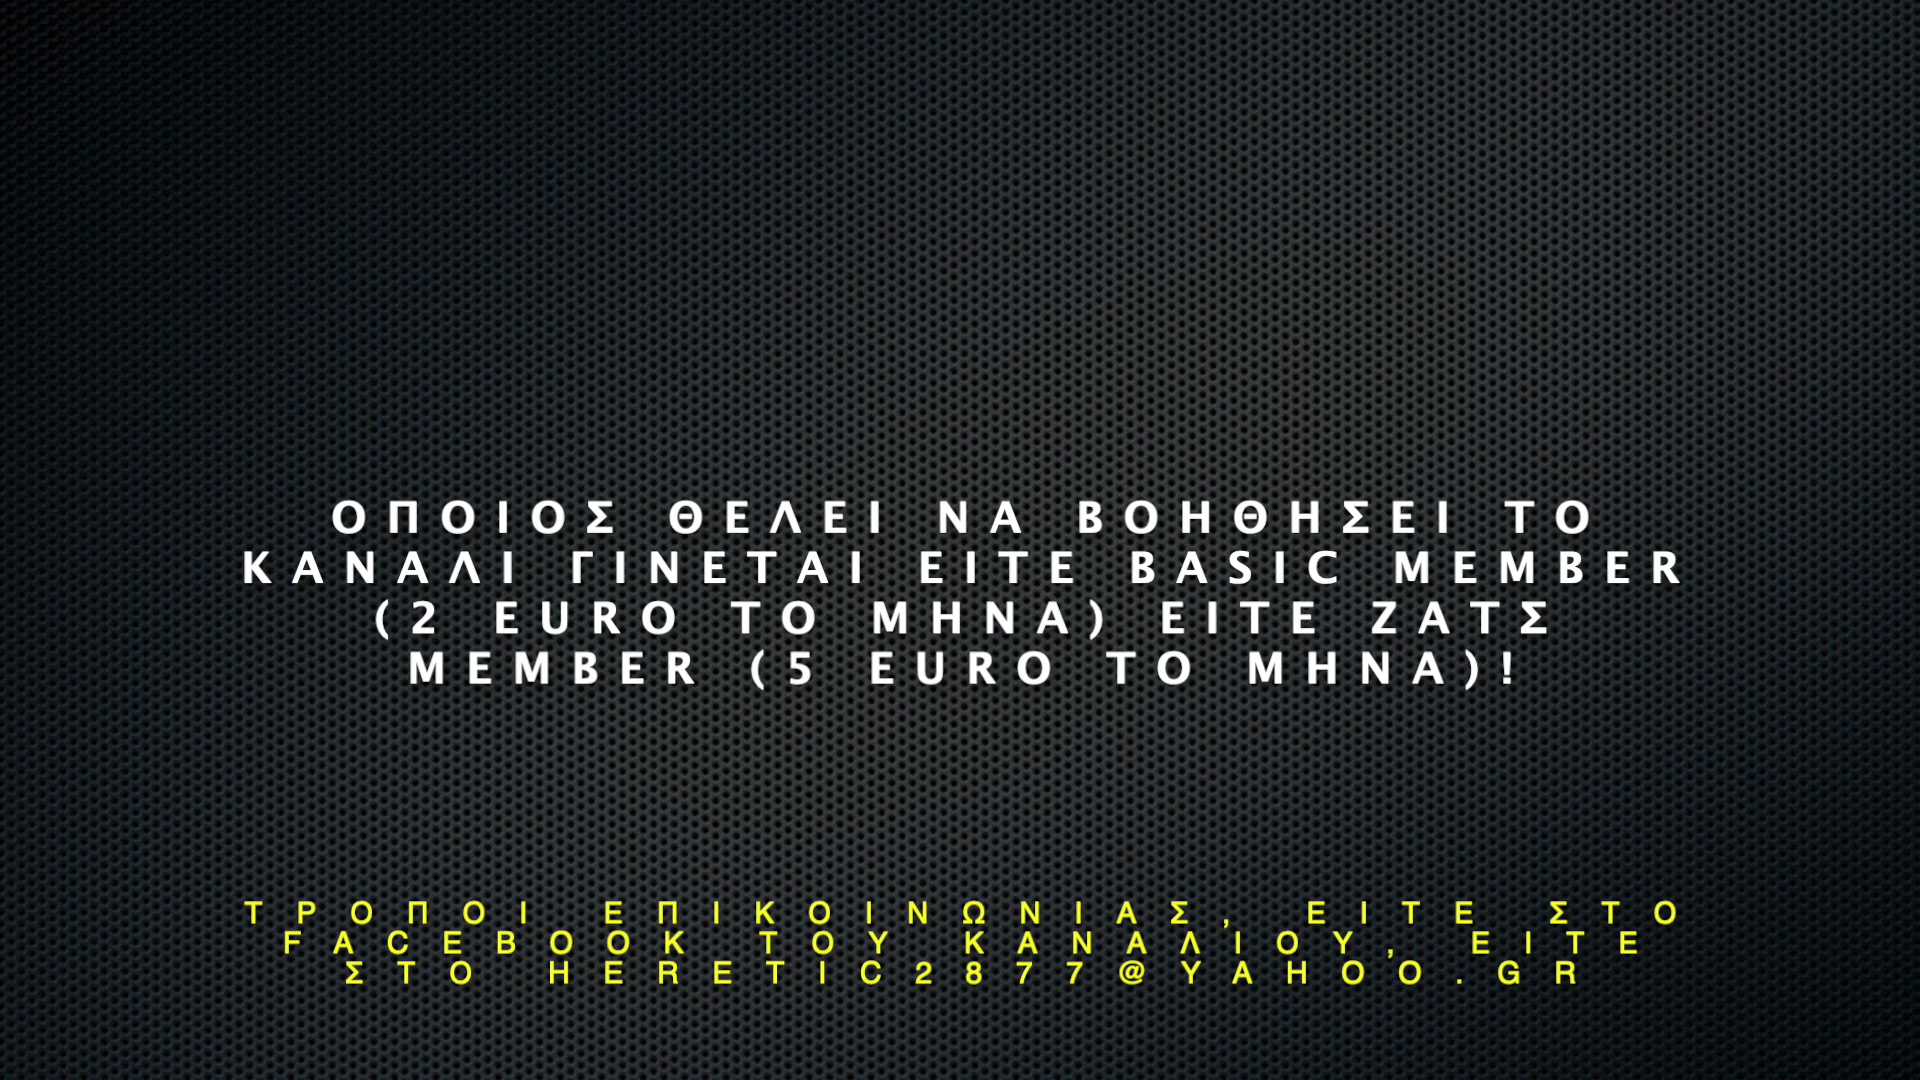 ΟΠΟΙΟΣ ΘΕΛΕΙ ΝΑ ΒΟΗΘΗΣΕΙ ΤΟ
ΚΑΝΑΛΙ ΓΙΝΕΤΑΙ ΕΙΤΕ BASIC MEMBER
(2 EURO ΤΟ ΜΗΝΑ) ΕΙΤΕ ΖΑΤΣ
MEMBER (5 EURO ΤΟ ΜΗΝΑ)!
ΤΡΟΠΟΙ ΕΠΙΚΟΙΝΩΝΙΑΣ, ΕΙΤΕ ΣΤΟ
FACEBOOK ΤΟΥ ΚΑΝΑΛΙΟΥ, ΕΙΤΕ
ΣΤΟ HERETIC2877@YAHOO.GR